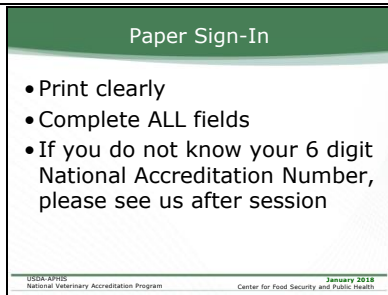 Paper Sign-In
• Print clearly
• Complete ALL fields
• If you do not know your 6 digit
National Accreditation Number,
please see us after session
USDA-APHIS
National Veterinary Accreditation Program
January 2018
Center for Food Security and Public Health